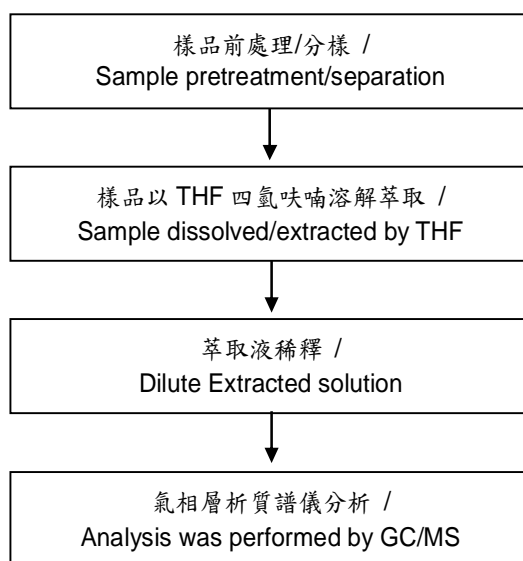 樣品前處理/分樣 /
Sample pretreatment/separation
樣品以 THF 四氫呋喃溶解萃取 /
Sample dissolved/extracted by THF
萃取液稀釋 /
Dilute Extracted solution
氣相層析質譜儀分析 /
Analysis was performed by GC/MS